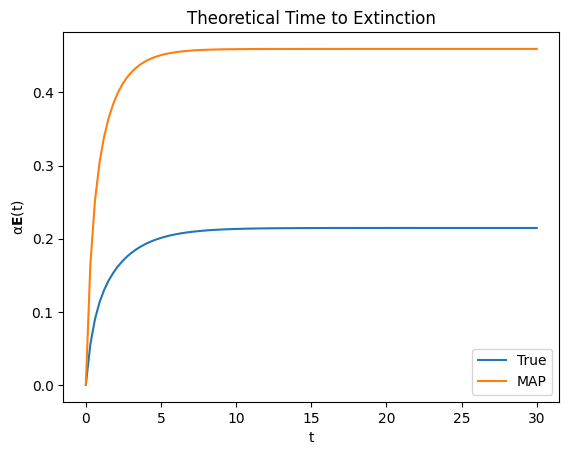 Theoretical Time to Extinction
αE(t)
0.4
0.3
0.2
0.1
0.0
0 5 10 15 20 25 30
t
True
MAP